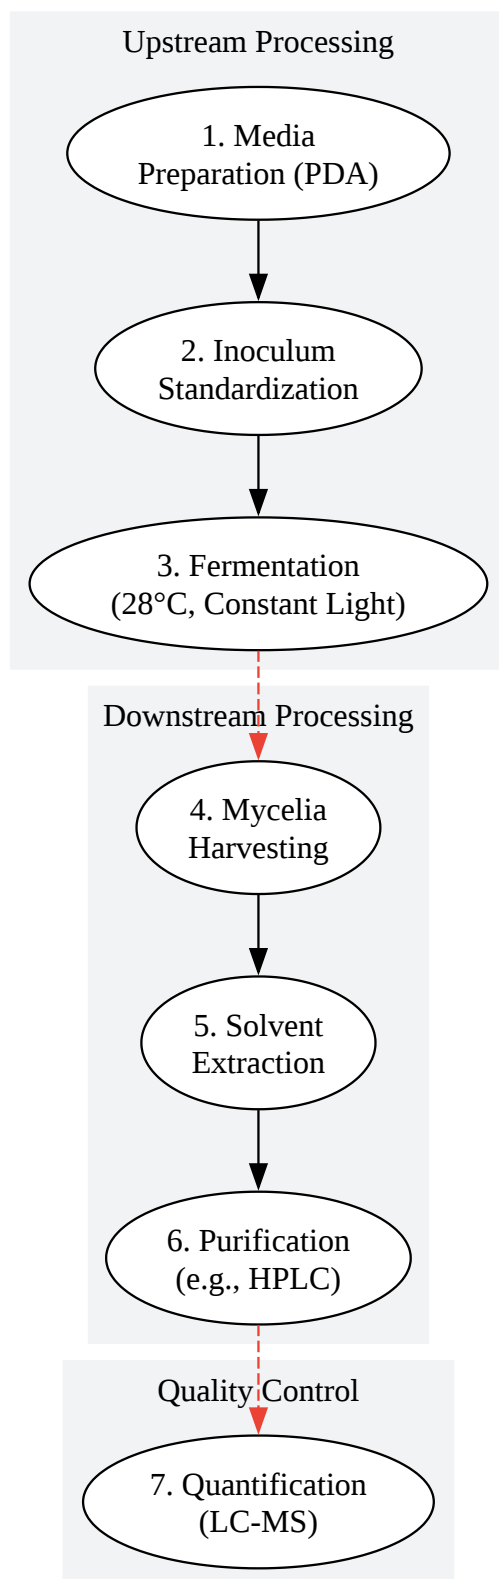 Upstream Processing
1. Media
Preparation (PDA)
2. Inoculum
Standardization
3. Fermentation
(28°C, Constant Light)
Downstream Processing
4. Mycelia
Harvesting
5. Solvent
Extraction
6. Purification
(e.g., HPLC)
Quality Control
7. Quantification
(LC-MS)